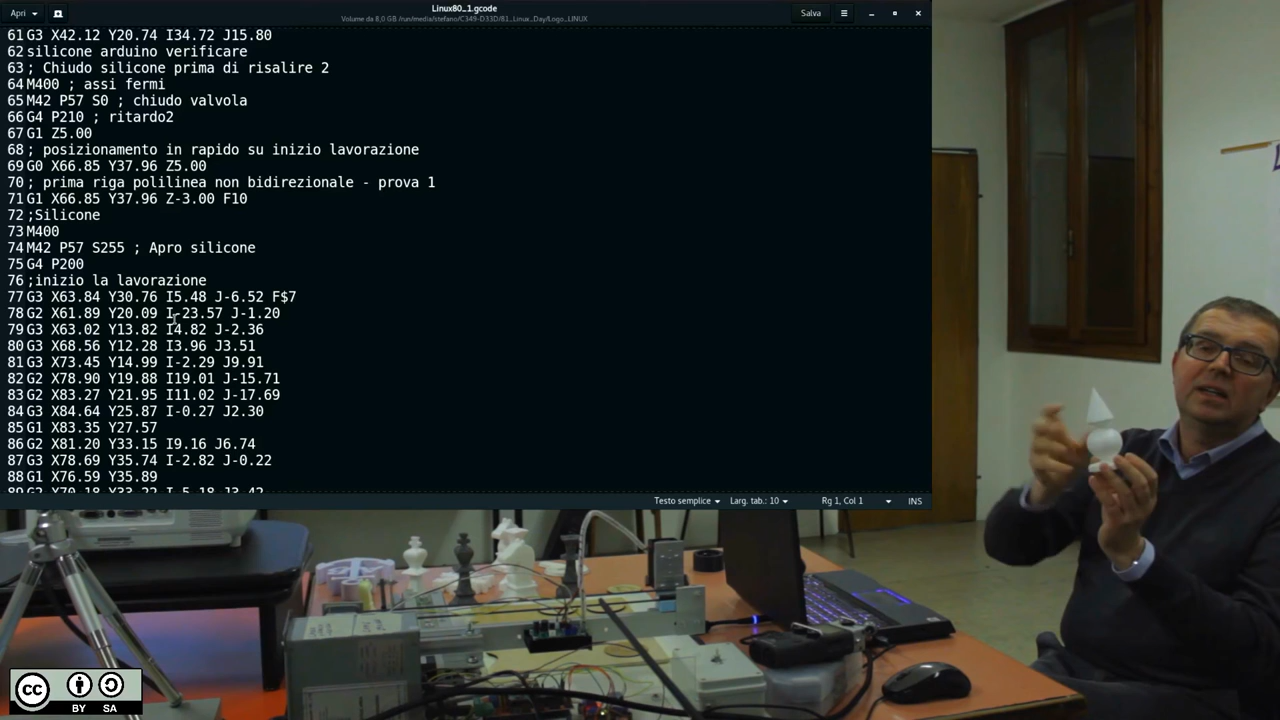 Apri
Linux80_1.gcode
Volume da 8,0 GB /run/media/stefano/C349-D33D/81_Linux_Day/Logo_LINUX
Salva
61 G3 X42.12 Y20.74 I34.72 J15.80
62 silicone arduino verificare
63 ; Chiudo silicone prima di risalire 2
64 M400 ; assi fermi
65 M42 P57 S0 ; chiudo valvola
66 G4 P210 ; ritardo2
67 G1 Z5.00
68 ; posizionamento in rapido su inizio lavorazione
69 G0 X66.85 Y37.96 Z5.00
70 ; prima riga polilinea non bidirezionale - prova 1
71 G1 X66.85 Y37.96 Z-3.00 F10
72 ;Silicone
73 M400
74 M42 P57 S255 ; Apro silicone
75 G4 P200
76 ;inizio la lavorazione
77 G3 X63.84 Y30.76 I5.48 J-6.52 F$7
78 G2 X61.89 Y20.09 I-23.57 J-1.20
79 G3 X63.02 Y13.82 I4.82 J-2.36
80 G3 X68.56 Y12.28 I3.96 J3.51
81 G3 X73.45 Y14.99 I-2.29 J9.91
82 G2 X78.90 Y19.88 I19.01 J-15.71
83 G2 X83.27 Y21.95 I11.02 J-17.69
84 G3 X84.64 Y25.87 I-0.27 J2.30
85 G1 X83.35 Y27.57
86 G2 X81.20 Y33.15 I9.16 J6.74
87 G3 X78.69 Y35.74 I-2.82 J-0.22
88 G1 X76.59 Y35.89
89 G2 X70.18 Y33.22 I-5.18 J3.42
Testo semplice
Larg. tab.: 10
Rg 1, Col 1
INS
cc
BY SA